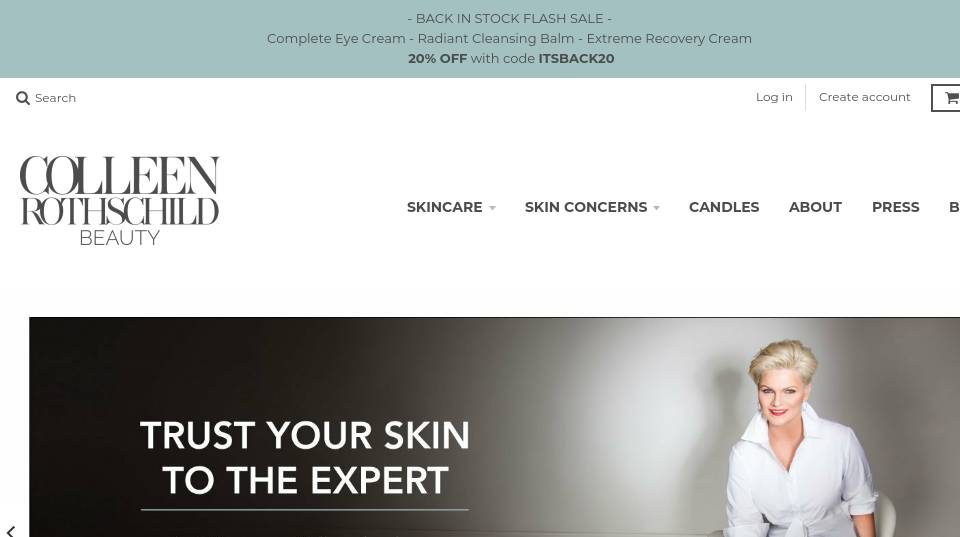 - BACK IN STOCK FLASH SALE -
Complete Eye Cream - Radiant Cleansing Balm - Extreme Recovery Cream
20% OFF with code ITSBACK20
Search
Log in
Create account
COLLEEN
ROTHSCHILD
BEAUTY
SKINCARE
SKIN CONCERNS
CANDLES
ABOUT
PRESS
B
TRUST YOUR SKIN
TO THE EXPERT